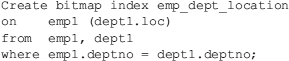 Create bitmap index emp_dept_location
on    emp1 (dept1.loc)
from  emp1, dept1
where emp1.deptno = dept1.deptno;